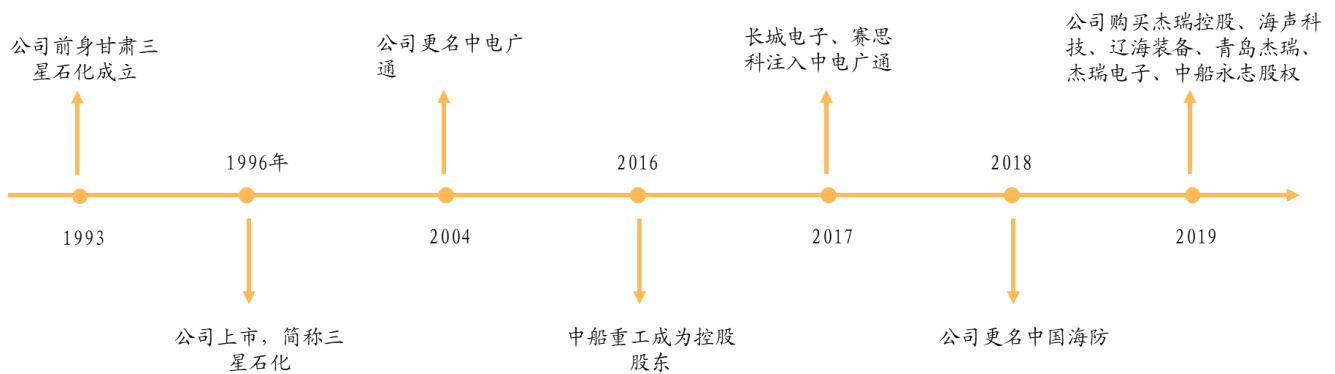 公司前身甘肃三
星石化成立
1993
1996年
公司上市，简称三
星石化
公司更名中电广
通
2004
2016
中船重工成为控股
股东
长城电子、赛思
科注入中电广通
2017
2018
公司更名中国海防
公司购买杰瑞控股、海声科
技、辽海装备、青岛杰瑞、
杰瑞电子、中船永志股权
2019